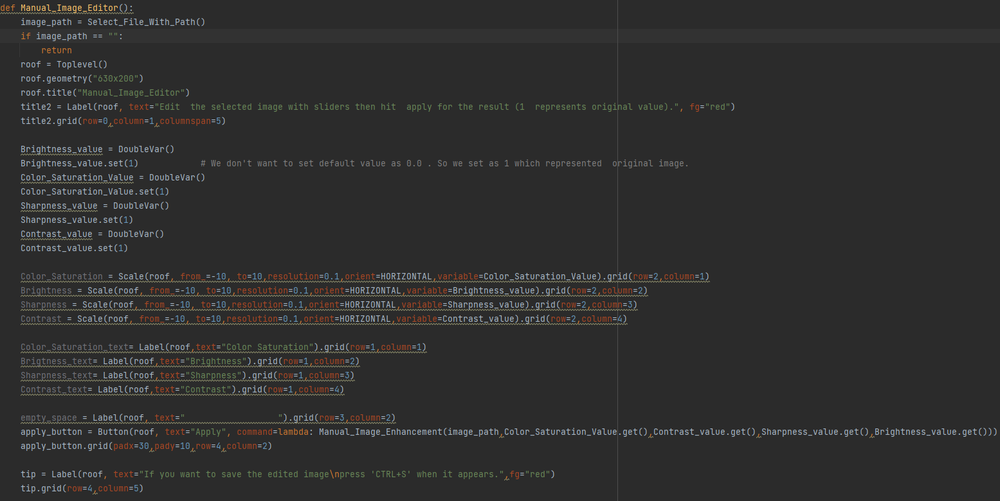 def Manual_Image_Editor():
    image_path = Select_File_With_Path()
    if image_path == "":
        return
    roof = Toplevel()
    roof.geometry("630x200")
    roof.title("Manual_Image_Editor")
    title2 = Label(roof, text="Edit  the selected image with sliders then hit  apply for the result (1  represents original value).", fg="red")
    title2.grid(row=0,column=1,columnspan=5)

    Brightness_value = DoubleVar()
    Brightness_value.set(1)            # We don't want to set default value as 0.0 . So we set as 1 which represented  original image.
    Color_Saturation_Value = DoubleVar()
    Color_Saturation_Value.set(1)
    Sharpness_value = DoubleVar()
    Sharpness_value.set(1)
    Contrast_value = DoubleVar()
    Contrast_value.set(1)

    Color_Saturation = Scale(roof, from_=-10, to=10,resolution=0.1,orient=HORIZONTAL,variable=Color_Saturation_Value).grid(row=2,column=1)
    Brightness = Scale(roof, from_=-10, to=10,resolution=0.1,orient=HORIZONTAL,variable=Brightness_value).grid(row=2,column=2)
    Sharpness = Scale(roof, from_=-10, to=10,resolution=0.1,orient=HORIZONTAL,variable=Sharpness_value).grid(row=2,column=3)
    Contrast = Scale(roof, from_=-10, to=10,resolution=0.1,orient=HORIZONTAL,variable=Contrast_value).grid(row=2,column=4)

    Color_Saturation_text= Label(roof,text="Color Saturation").grid(row=1,column=1)
    Brigtness_text= Label(roof,text="Brightness").grid(row=1,column=2)
    Sharpness_text= Label(roof,text="Sharpness").grid(row=1,column=3)
    Contrast_text= Label(roof,text="Contrast").grid(row=1,column=4)

    empty_space = Label(roof, text="                  ").grid(row=3,column=2)
    apply_button = Button(roof, text="Apply", command=lambda: Manual_Image_Enhancement(image_path,Color_Saturation_Value.get(),Contrast_value.get(),Sharpness_value.get(),Brightness_value.get()))
    apply_button.grid(padx=30,pady=10,row=4,column=2)

    tip = Label(roof, text="If you want to save the edited image\npress 'CTRL+S' when it appears.",fg="red")
    tip.grid(row=4,column=5)